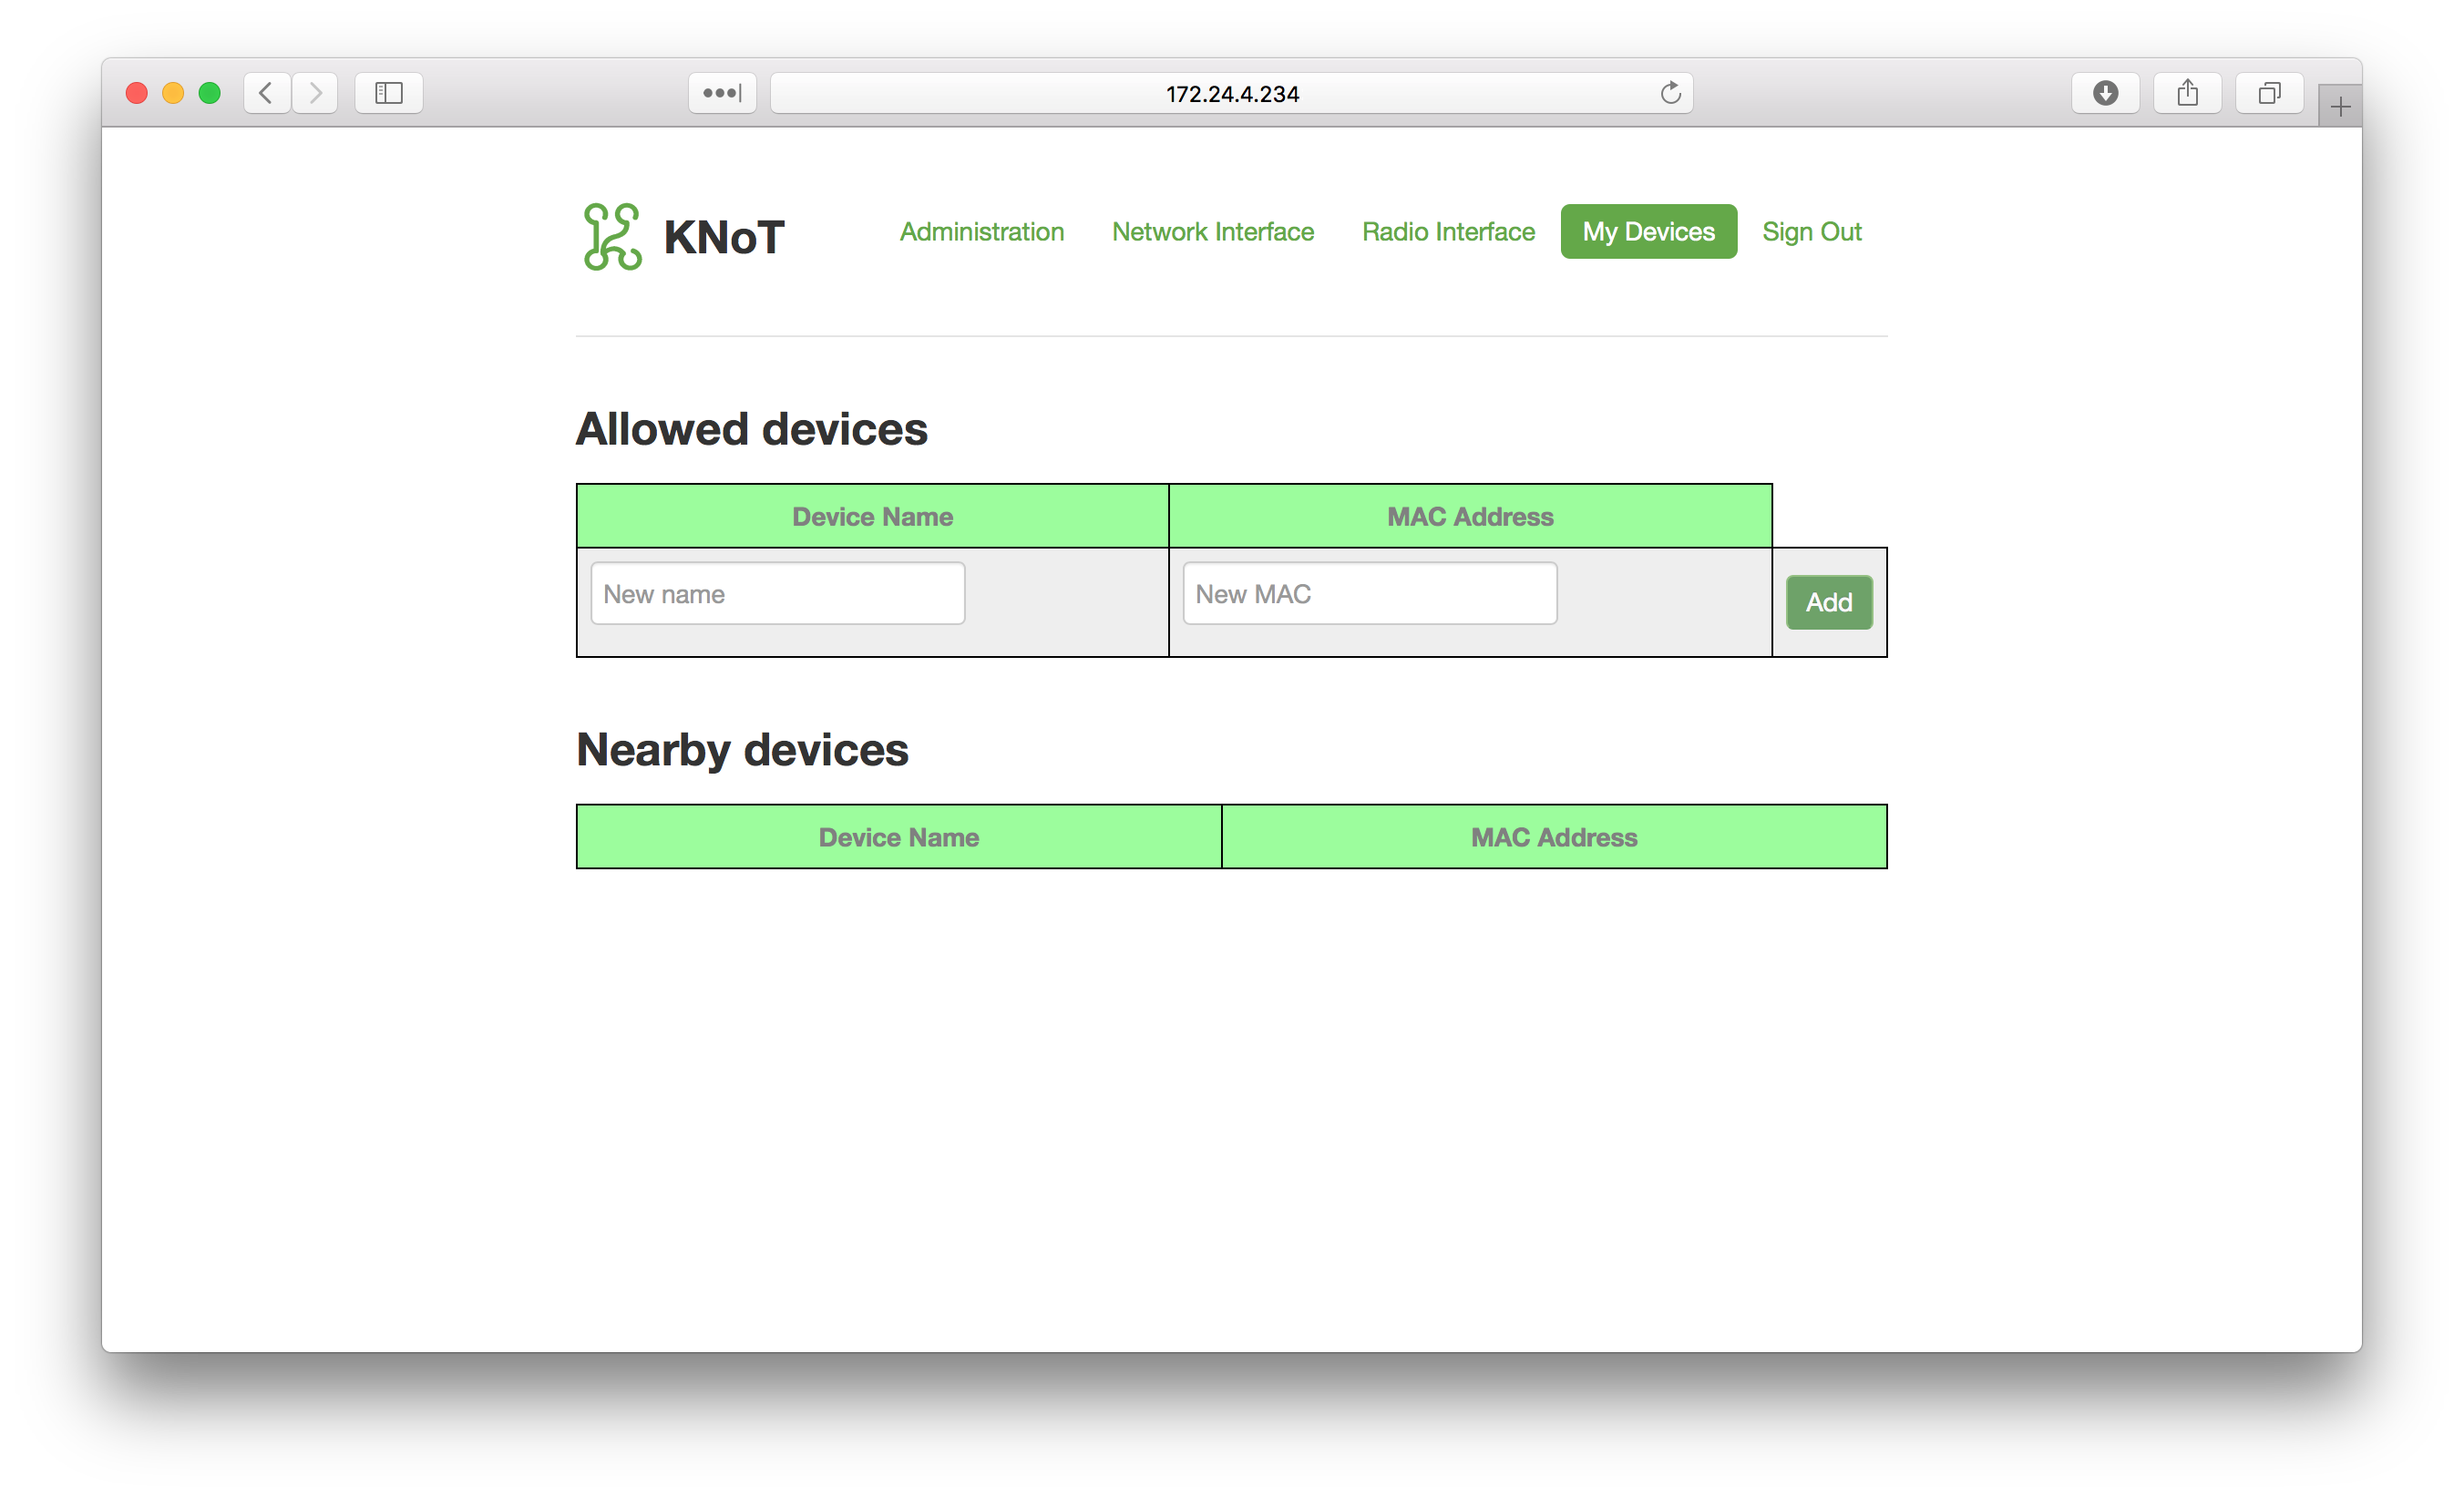 172.24.4.234
KNoT Administration Network Interface Radio Interface My Devices Sign Out
Allowed devices
Device Name MAC Address
New name New MAC Add
Nearby devices
Device Name MAC Address